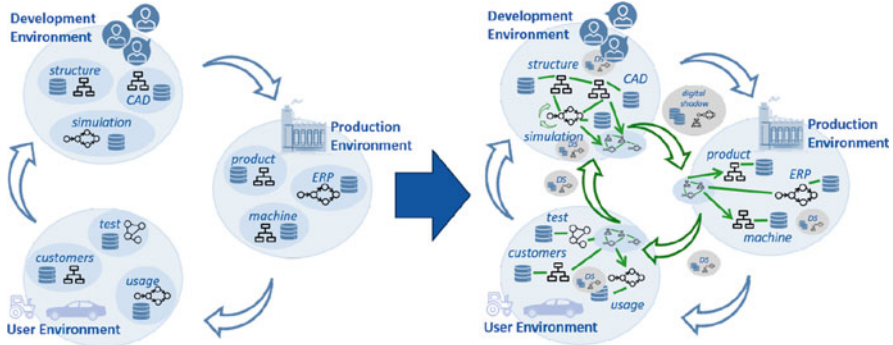 Development
Environment
structure
CAD
simulation
Production
Environment
product
ERP
machine
test
customers
usage
User Environment
Development
Environment
DS
structure
CAD
digital
shadow
simulation
DS
Production
Environment
product
ERP
DS
machine
DS
test
customers
DS
usage
DS
User Environment